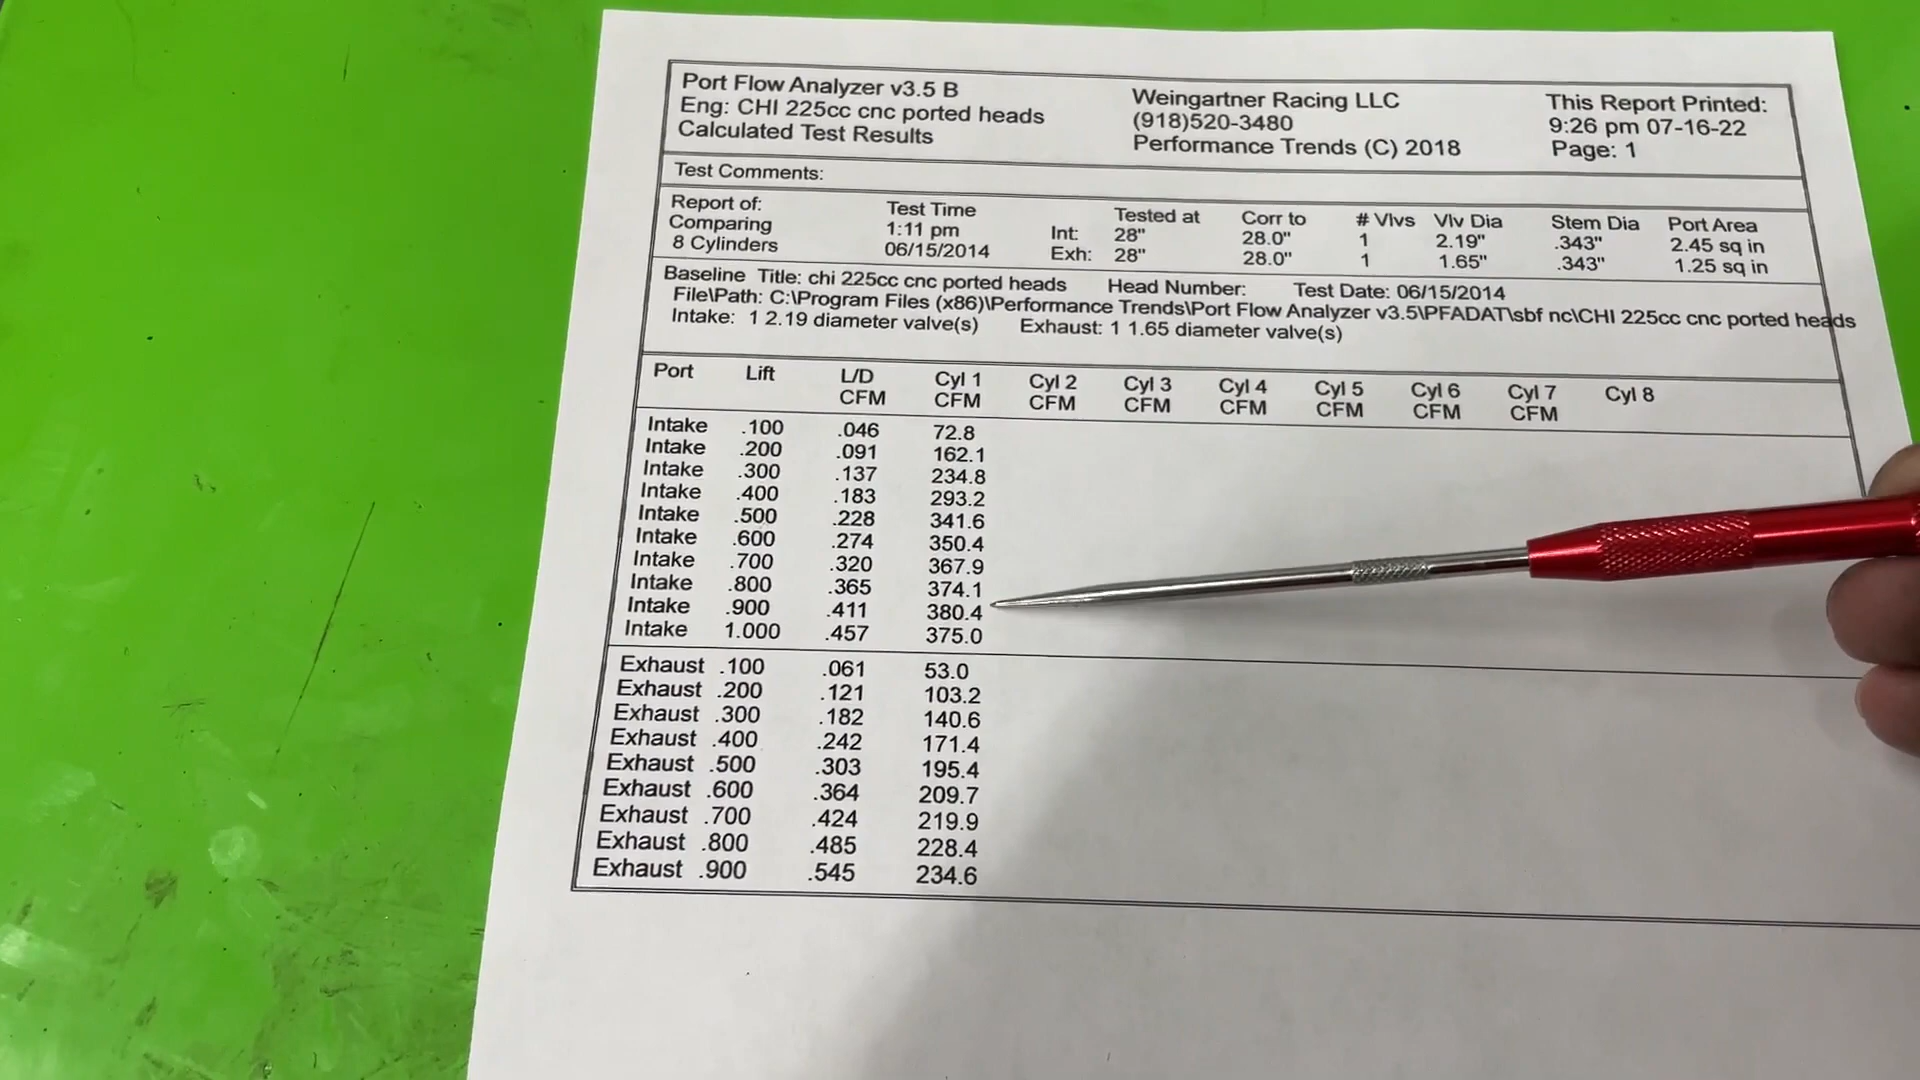 Port Flow Analyzer v3.5 B
Eng: CHI 225cc cnc ported heads
Calculated Test Results
Weingartner Racing LLC
(918)520-3480
Performance Trends (C) 2018
This Report Printed:
9:26 pm 07-16-22
Page: 1
Test Comments:
Report of:
Comparing
8 Cylinders
Test Time
1:11 pm
06/15/2014
Tested at Corr to # Vlvs Vlv Dia Stem Dia Port Area
Int: 28" 28.0" 1 2.19" .343" 2.45 sq in
Exh: 28" 28.0" 1 1.65" .343" 1.25 sq in
Baseline Title: chi 225cc cnc ported heads Head Number: Test Date: 06/15/2014
File\Path: C:\Program Files (x86)\Performance Trends\Port Flow Analyzer v3.5\PFADAT\sbf nc\CHI 225cc cnc ported heads
Intake: 1 2.19 diameter valve(s) Exhaust: 1 1.65 diameter valve(s)
Port Lift L/D Cyl 1 Cyl 2 Cyl 3 Cyl 4 Cyl 5 Cyl 6 Cyl 7 Cyl 8
CFM CFM CFM CFM CFM CFM CFM CFM
Intake .100 .046 72.8
Intake .200 .091 162.1
Intake .300 .137 234.8
Intake .400 .183 293.2
Intake .500 .228 341.6
Intake .600 .274 350.4
Intake .700 .320 367.9
Intake .800 .365 374.1
Intake .900 .411 380.4
Intake 1.000 .457 375.0
Exhaust .100 .061 53.0
Exhaust .200 .121 103.2
Exhaust .300 .182 140.6
Exhaust .400 .242 171.4
Exhaust .500 .303 195.4
Exhaust .600 .364 209.7
Exhaust .700 .424 219.9
Exhaust .800 .485 228.4
Exhaust .900 .545 234.6